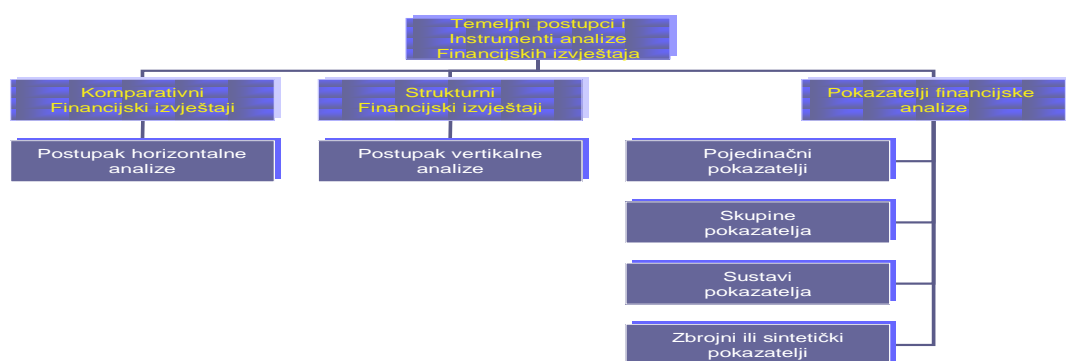 Temeljni postupci i
Instrumenti analize
Financijskih izvještaja
Komparativni
Financijski izvještaji
Strukturni
Financijski izvještaji
Pokazatelji financijske
analize
Postupak horizontalne
analize
Postupak vertikalne
analize
Pojedinačni
pokazatelji
Skupine
pokazatelja
Sustavi
pokazatelja
Zbrojni ili sintetički
pokazatelji